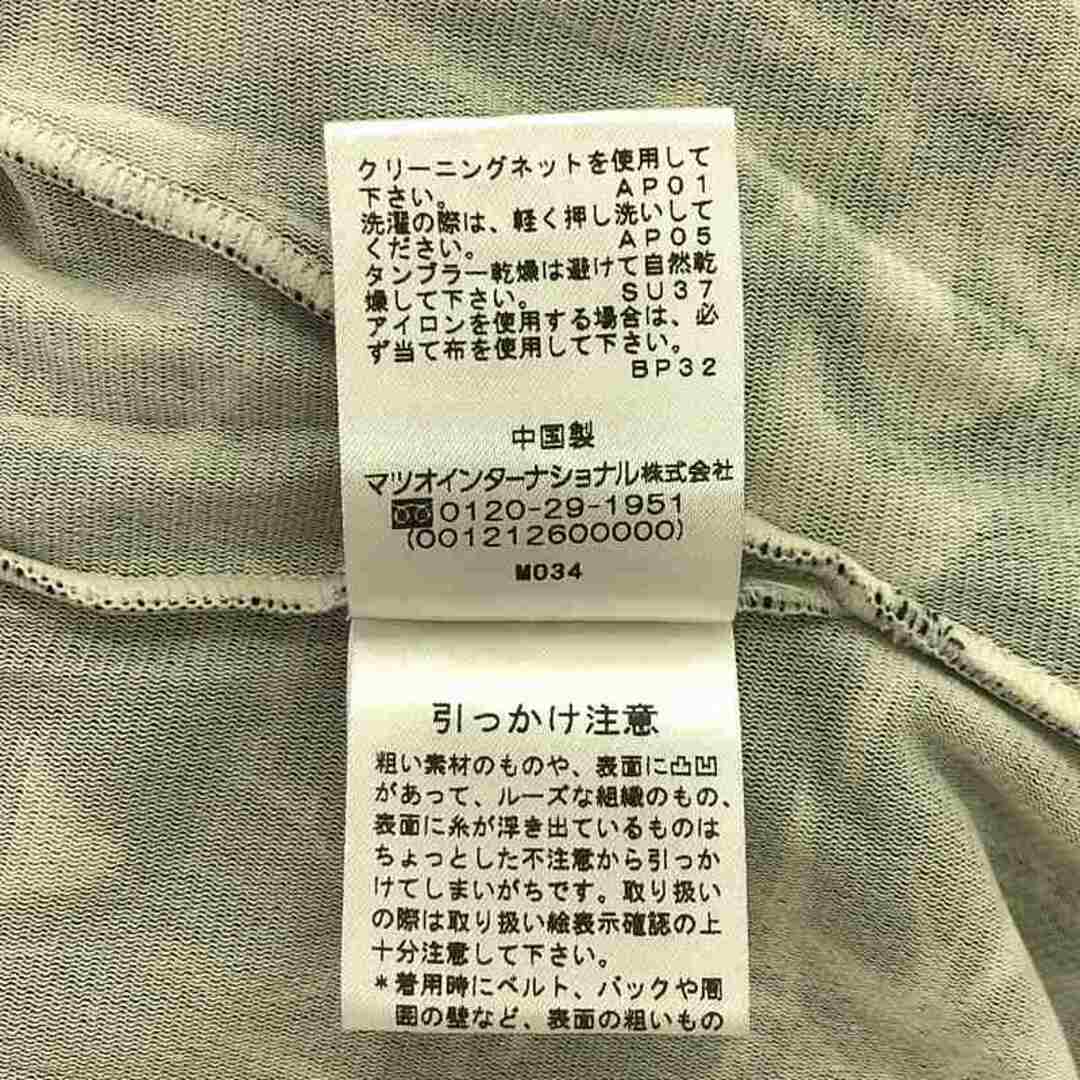 クリーニングネットを使用して
下さい。 AP01
洗濯の際は、軽く押し洗いして
ください。 AP05
タンブラー乾燥は避けて自然乾
燥して下さい。 SU37
アイロンを使用する場合は、必
ず当て布を使用して下さい。
BP32
中国製
マツオインターナショナル株式会社
0120-29-1951
(001212600000)
M034
引っかけ注意
粗い素材のものや、表面に凸凹
があって、ルーズな組織のもの、
表面に糸が浮き出ているものは
ちょっとした不注意から引っか
けてしまいがちです。取り扱い
の際は取り扱い絵表示確認の上
十分注意して下さい。
*着用時にベルト、バックや周
囲の壁など、表面の粗いもの